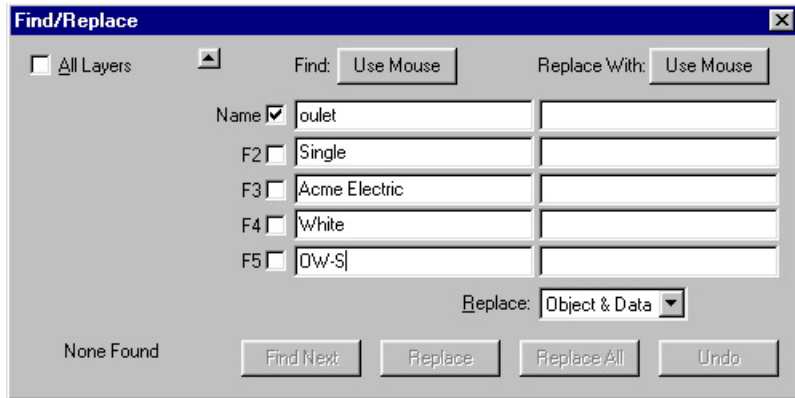 Find/Replace
All Layers Find: Use Mouse Replace With: Use Mouse
Name oulet
F2 Single
F3 Acme Electric
F4 White
F5 OW-S
Replace: Object & Data
None Found Find Next Replace Replace All Undo